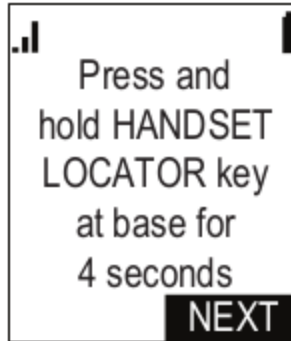 Press and
hold HANDSET
LOCATOR key
at base for
4 seconds
NEXT